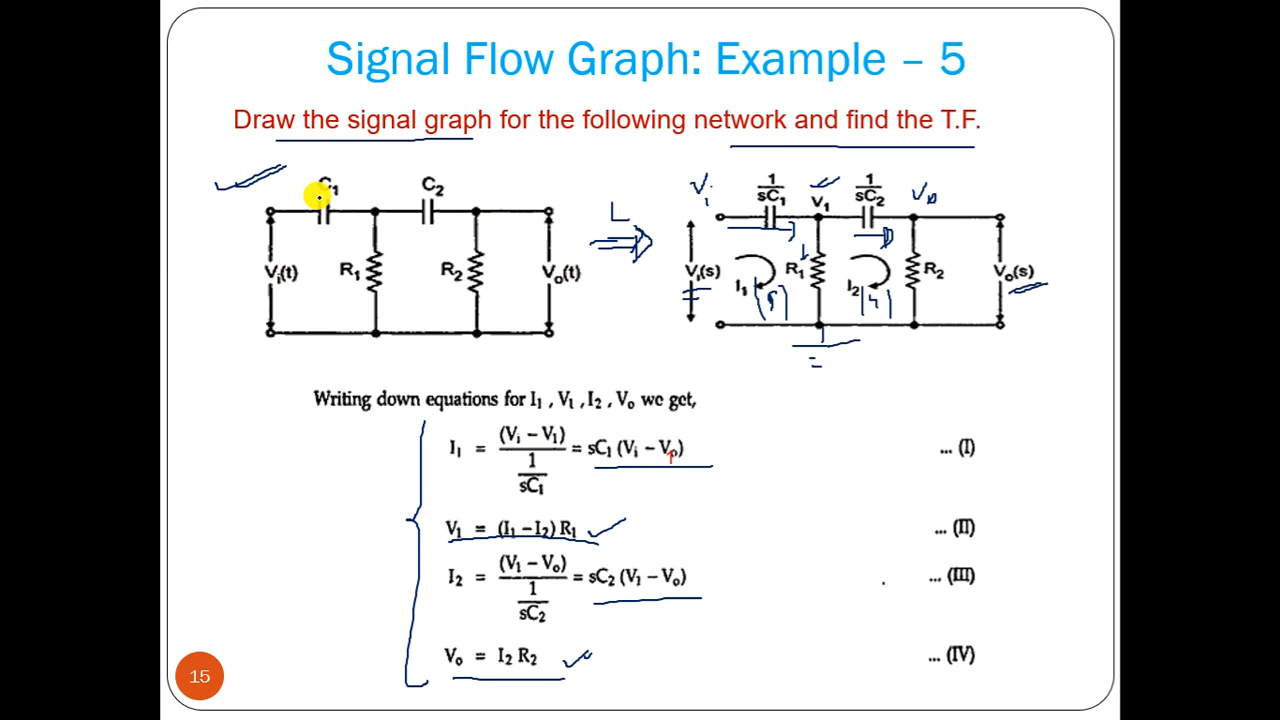 Signal Flow Graph: Example – 5
Draw the signal graph for the following network and find the T.F.
C₁ C₂
Vᵢ(t) R₁ R₂ Vₒ(t)
L
Vᵢ 1/sC₁ V₁ 1/sC₂
Vᵢ(s) I₁ R₁ I₂ R₂ Vₒ(s)
Writing down equations for I₁ , V₁ , I₂ , Vₒ we get,
I₁ = (Vᵢ – V₁) / (1/sC₁) = sC₁ (Vᵢ – Vₒ) ... (I)
V₁ = (I₁ – I₂) R₁ ... (II)
I₂ = (V₁ – Vₒ) / (1/sC₂) = sC₂ (V₁ – Vₒ) ... (III)
Vₒ = I₂ R₂ ... (IV)
15